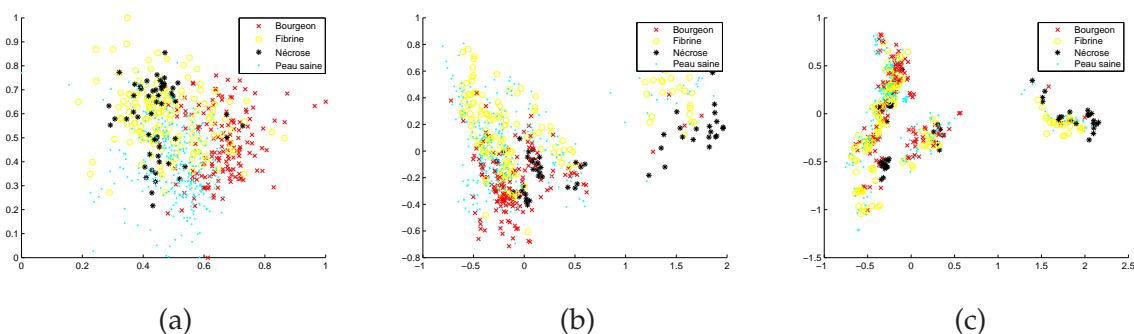 1
0.9
0.8
0.7
0.6
0.5
0.4
0.3
0.2
0.1
0
0 0.2 0.4 0.6 0.8 1
Bourgeon
Fibrine
Nécrose
Peau saine
(a)
1
0.8
0.6
0.4
0.2
0
−0.2
−0.4
−0.6
−0.8
−1 −0.5 0 0.5 1 1.5 2
Bourgeon
Fibrine
Nécrose
Peau saine
(b)
1
0.5
0
−0.5
−1
−1.5
−1 −0.5 0 0.5 1 1.5 2 2.5
Bourgeon
Fibrine
Nécrose
Peau saine
(c)